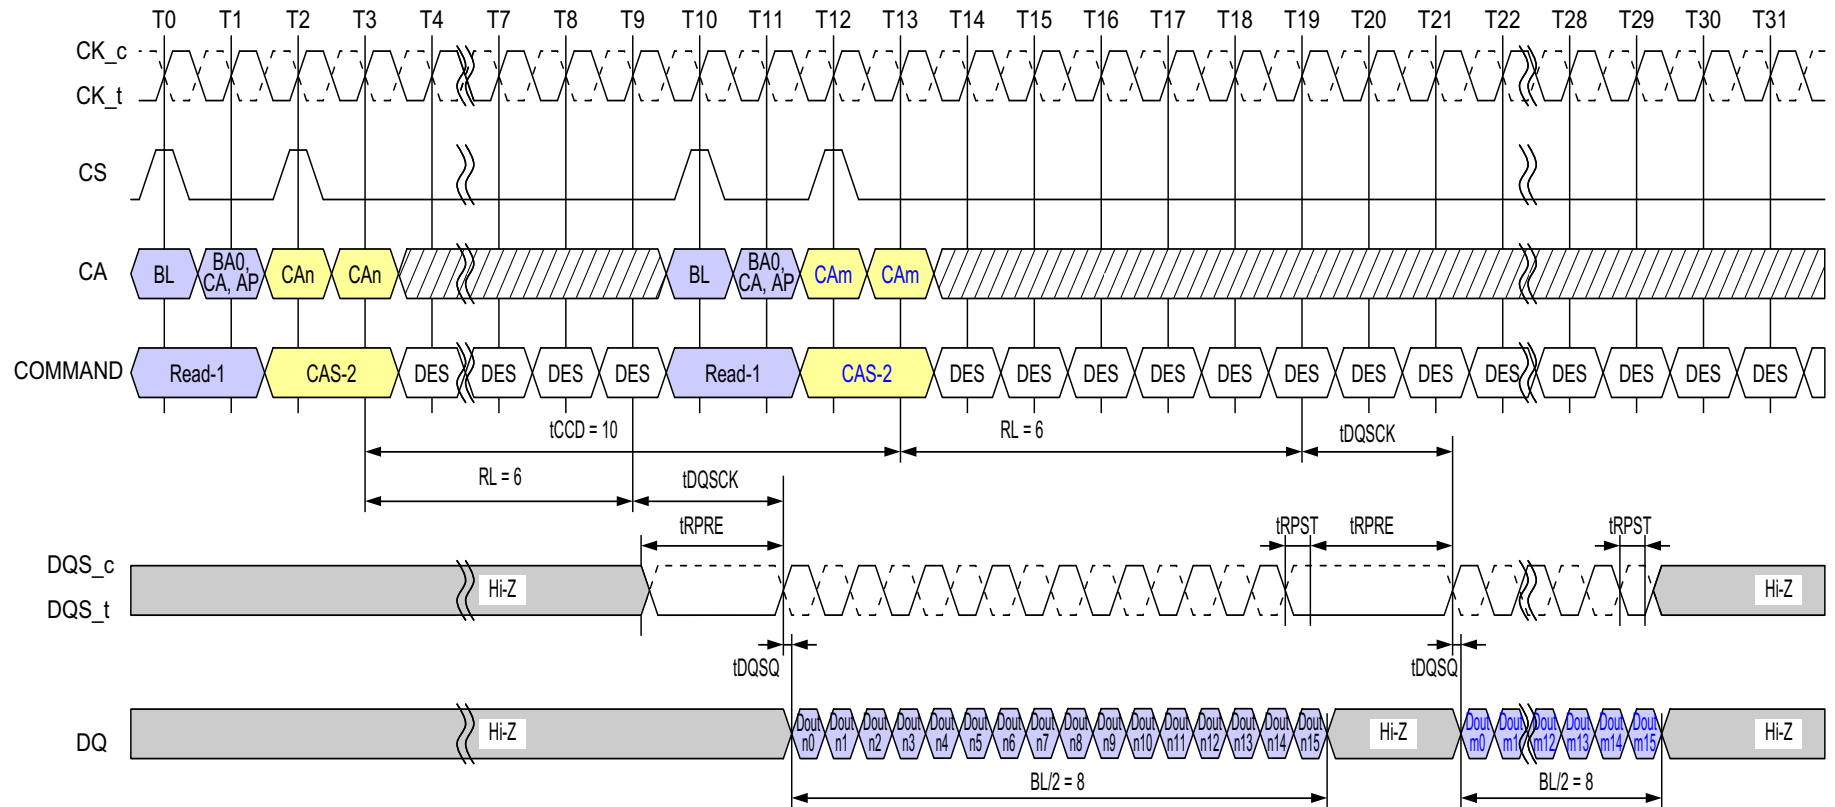 T0 T1 T2 T3 T4 T7 T8 T9 T10 T11 T12 T13 T14 T15 T16 T17 T18 T19 T20 T21 T22 T28 T29 T30 T31
CK_c
CK_t
CS
CA BL BA0, CA, AP CAn CAn BL BA0, CA, AP CAm CAm
COMMAND Read-1 CAS-2 DES DES DES DES Read-1 CAS-2 DES DES DES DES DES DES DES DES DES DES DES DES DES
tCCD = 10 RL = 6 tDQSCK
RL = 6 tDQSCK
tRPRE tRPST tRPRE tRPST
DQS_c
DQS_t
Hi-Z Hi-Z
tDQSQ tDQSQ
DQ Hi-Z Dout n0 Dout n1 Dout n2 Dout n3 Dout n4 Dout n5 Dout n6 Dout n7 Dout n8 Dout n9 Dout n10 Dout n11 Dout n12 Dout n13 Dout n14 Dout n15 Hi-Z Dout m0 Dout m1 Dout m12 Dout m13 Dout m14 Dout m15 Hi-Z
BL/2 = 8 BL/2 = 8